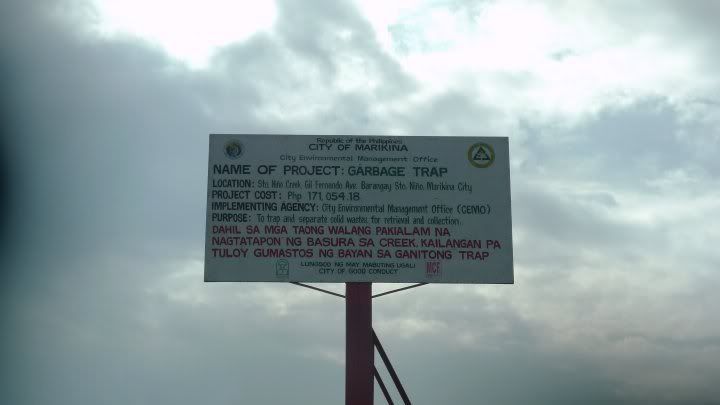 Republic of the Philippines
CITY OF MARIKINA
City Environmental Management Office
NAME OF PROJECT: GARBAGE TRAP
LOCATION: Sto. Niño Creek, Gil Fernando Ave. Barangay Sto. Niño, Marikina City
PROJECT COST: Php 171,054.18
IMPLEMENTING AGENCY: City Environmental Management Office (CEMO)
PURPOSE: To trap and separate solid wastes for retrieval and collection.
DAHIL SA MGA TAONG WALANG PAKIALAM NA
NAGTATAPON NG BASURA SA CREEK, KAILANGAN PA
TULOY GUMASTOS NG BAYAN SA GANITONG TRAP
LUNGSOD NG MAY MABUTING UGALI
CITY OF GOOD CONDUCT
MCF